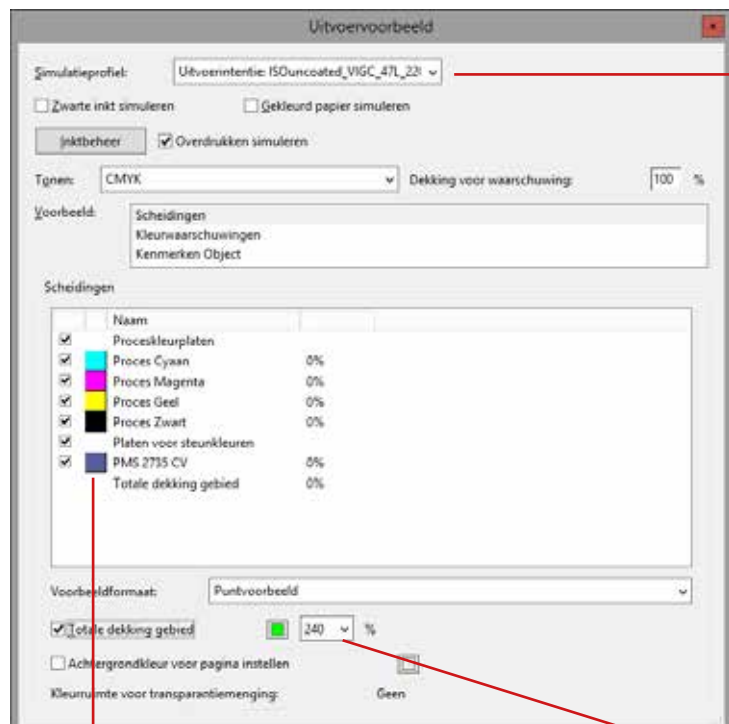 Uitvoervoorbeeld
Simulatieprofiel: Uitvoerintentie: ISOuncoated_VIGC_47L_22
Zwarte inkt simuleren Gekleurd papier simuleren
Inktbeheer Overdrukken simuleren
Tonen: CMYK Dekking voor waarschuwing: 100 %
Voorbeeld: Scheidingen
Kleurwaarschuwingen
Kenmerken Object
Scheidingen
Naam
Proceskleurplaten
Proces Cyaan 0%
Proces Magenta 0%
Proces Geel 0%
Proces Zwart 0%
Platen voor steunkleuren
PMS 2735 CV 0%
Totale dekking gebied 0%
Voorbeeldformaat: Puntvoorbeeld
Totale dekking gebied 240 %
Achtergrondkleur voor pagina instellen
Kleurruimte voor transparantiemenging: Geen